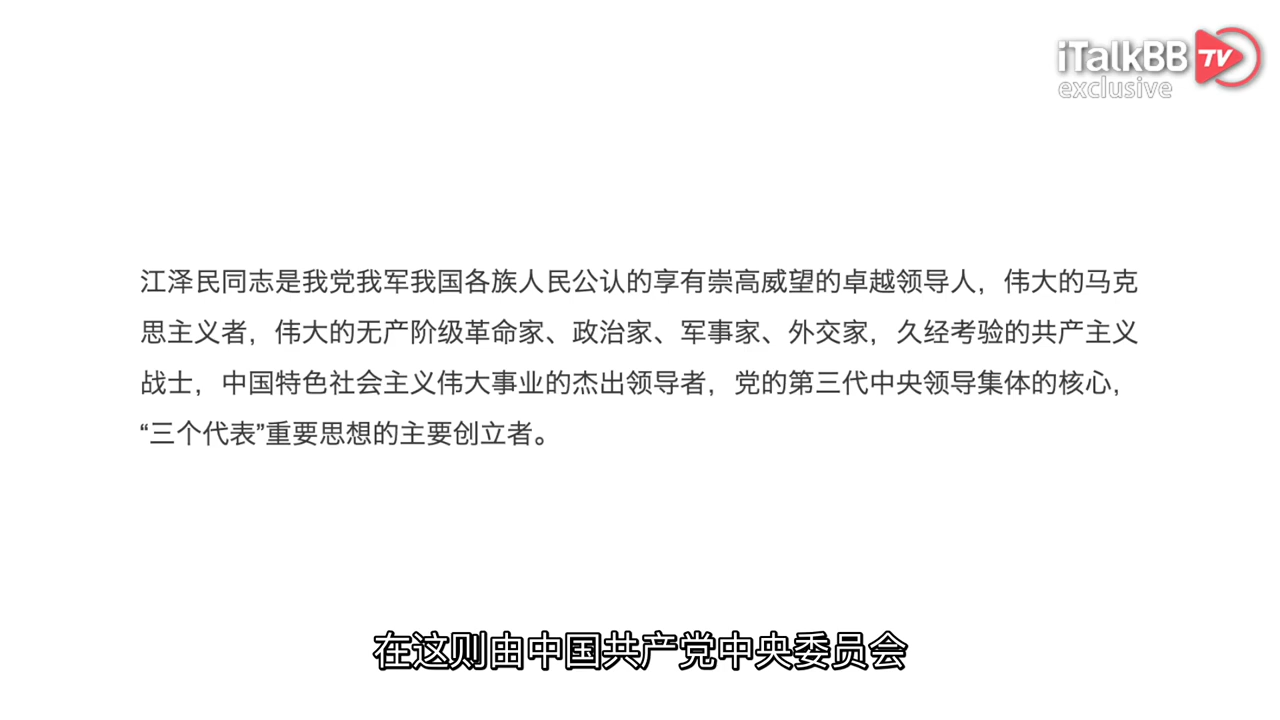 iTalkBB TV
exclusive
江泽民同志是我党我军我国各族人民公认的享有崇高威望的卓越领导人，伟大的马克
思主义者，伟大的无产阶级革命家、政治家、军事家、外交家，久经考验的共产主义
战士，中国特色社会主义伟大事业的杰出领导者，党的第三代中央领导集体的核心，
“三个代表”重要思想的主要创立者。
在这则由中国共产党中央委员会